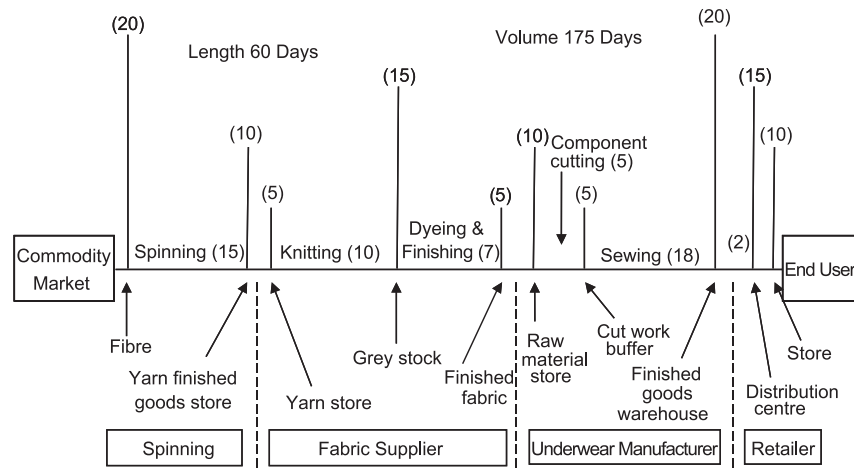 (20)
Length 60 Days
Volume 175 Days
(20)
(15)
(15)
(10)
(10)
Component
cutting (5)
(10)
(5)
(5)
(5)
Dyeing &
Finishing (7)
Commodity
Market
Spinning (15)
Knitting (10)
Sewing (18)
(2)
End User
Fibre
Yarn finished
goods store
Yarn store
Grey stock
Finished
fabric
Raw
material
store
Cut work
buffer
Finished
goods
warehouse
Distribution
centre
Store
Spinning
Fabric Supplier
Underwear Manufacturer
Retailer